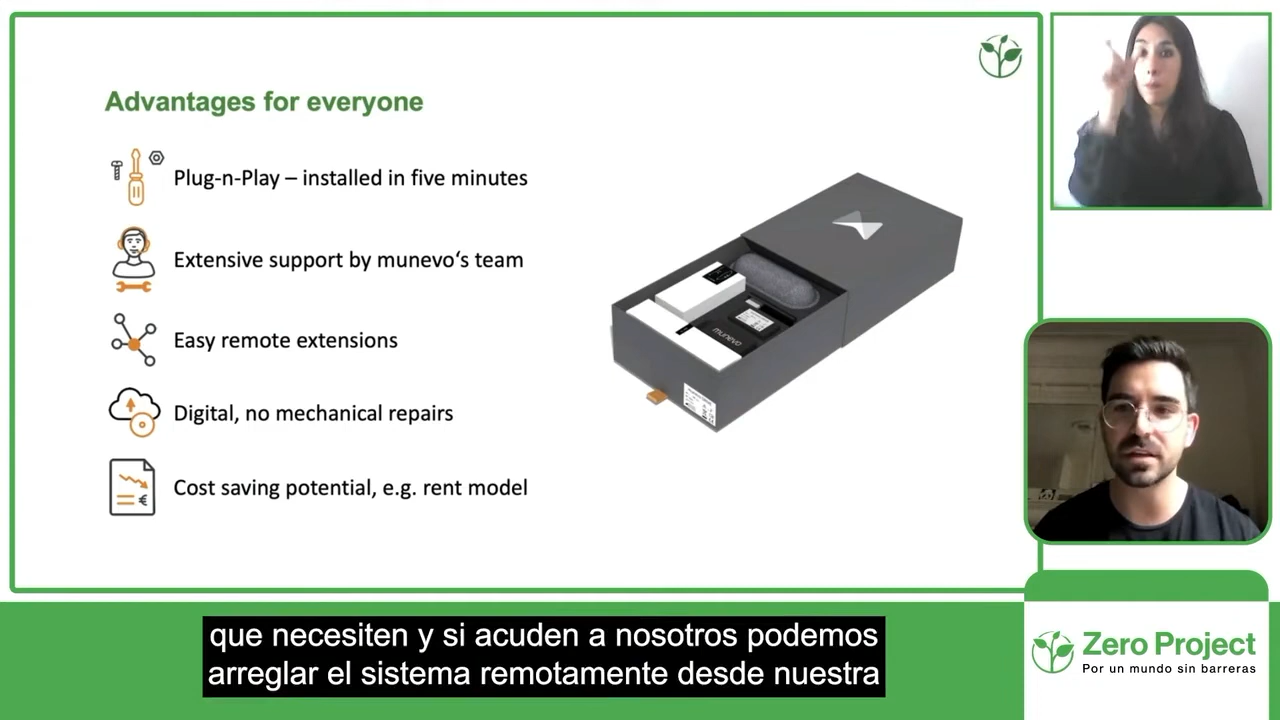 Advantages for everyone
Plug-n-Play – installed in five minutes
Extensive support by munevo‘s team
Easy remote extensions
Digital, no mechanical repairs
Cost saving potential, e.g. rent model
munevo
que necesiten y si acuden a nosotros podemos
arreglar el sistema remotamente desde nuestra
Zero Project
Por un mundo sin barreras